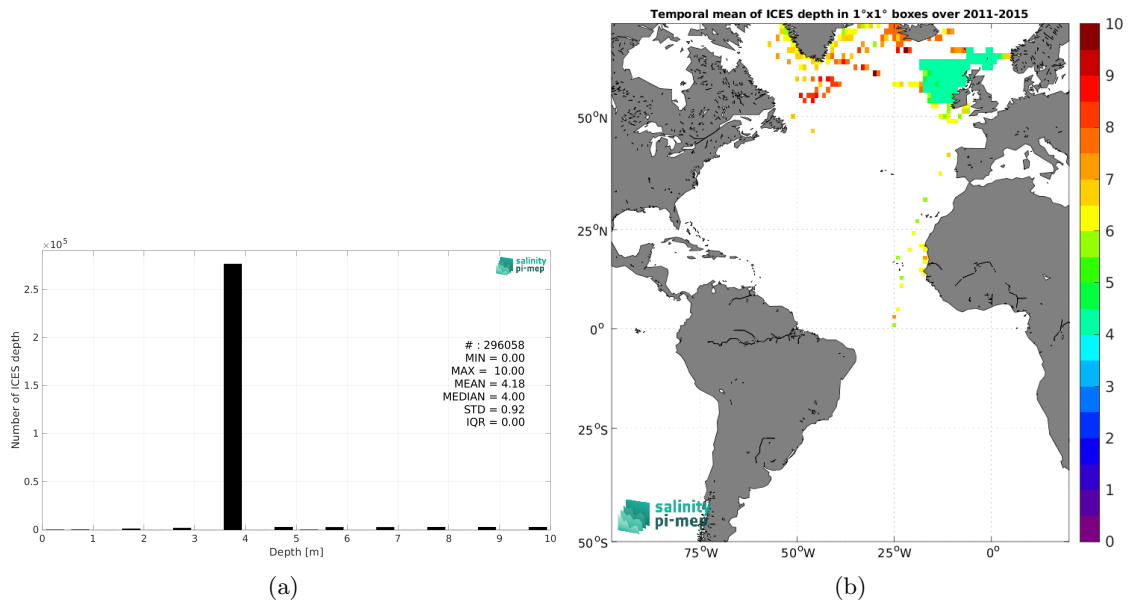 ×10⁵
salinity
pi-mep
# : 296058
MIN = 0.00
MAX = 10.00
MEAN = 4.18
MEDIAN = 4.00
STD = 0.92
IQR = 0.00
Number of ICES depth
2.5
2
1.5
1
0.5
0
0 1 2 3 4 5 6 7 8 9 10
Depth [m]
(a)
Temporal mean of ICES depth in 1°x1° boxes over 2011-2015
50°N
25°N
0°
25°S
50°S
75°W 50°W 25°W 0°
salinity
pi-mep
10
9
8
7
6
5
4
3
2
1
0
(b)